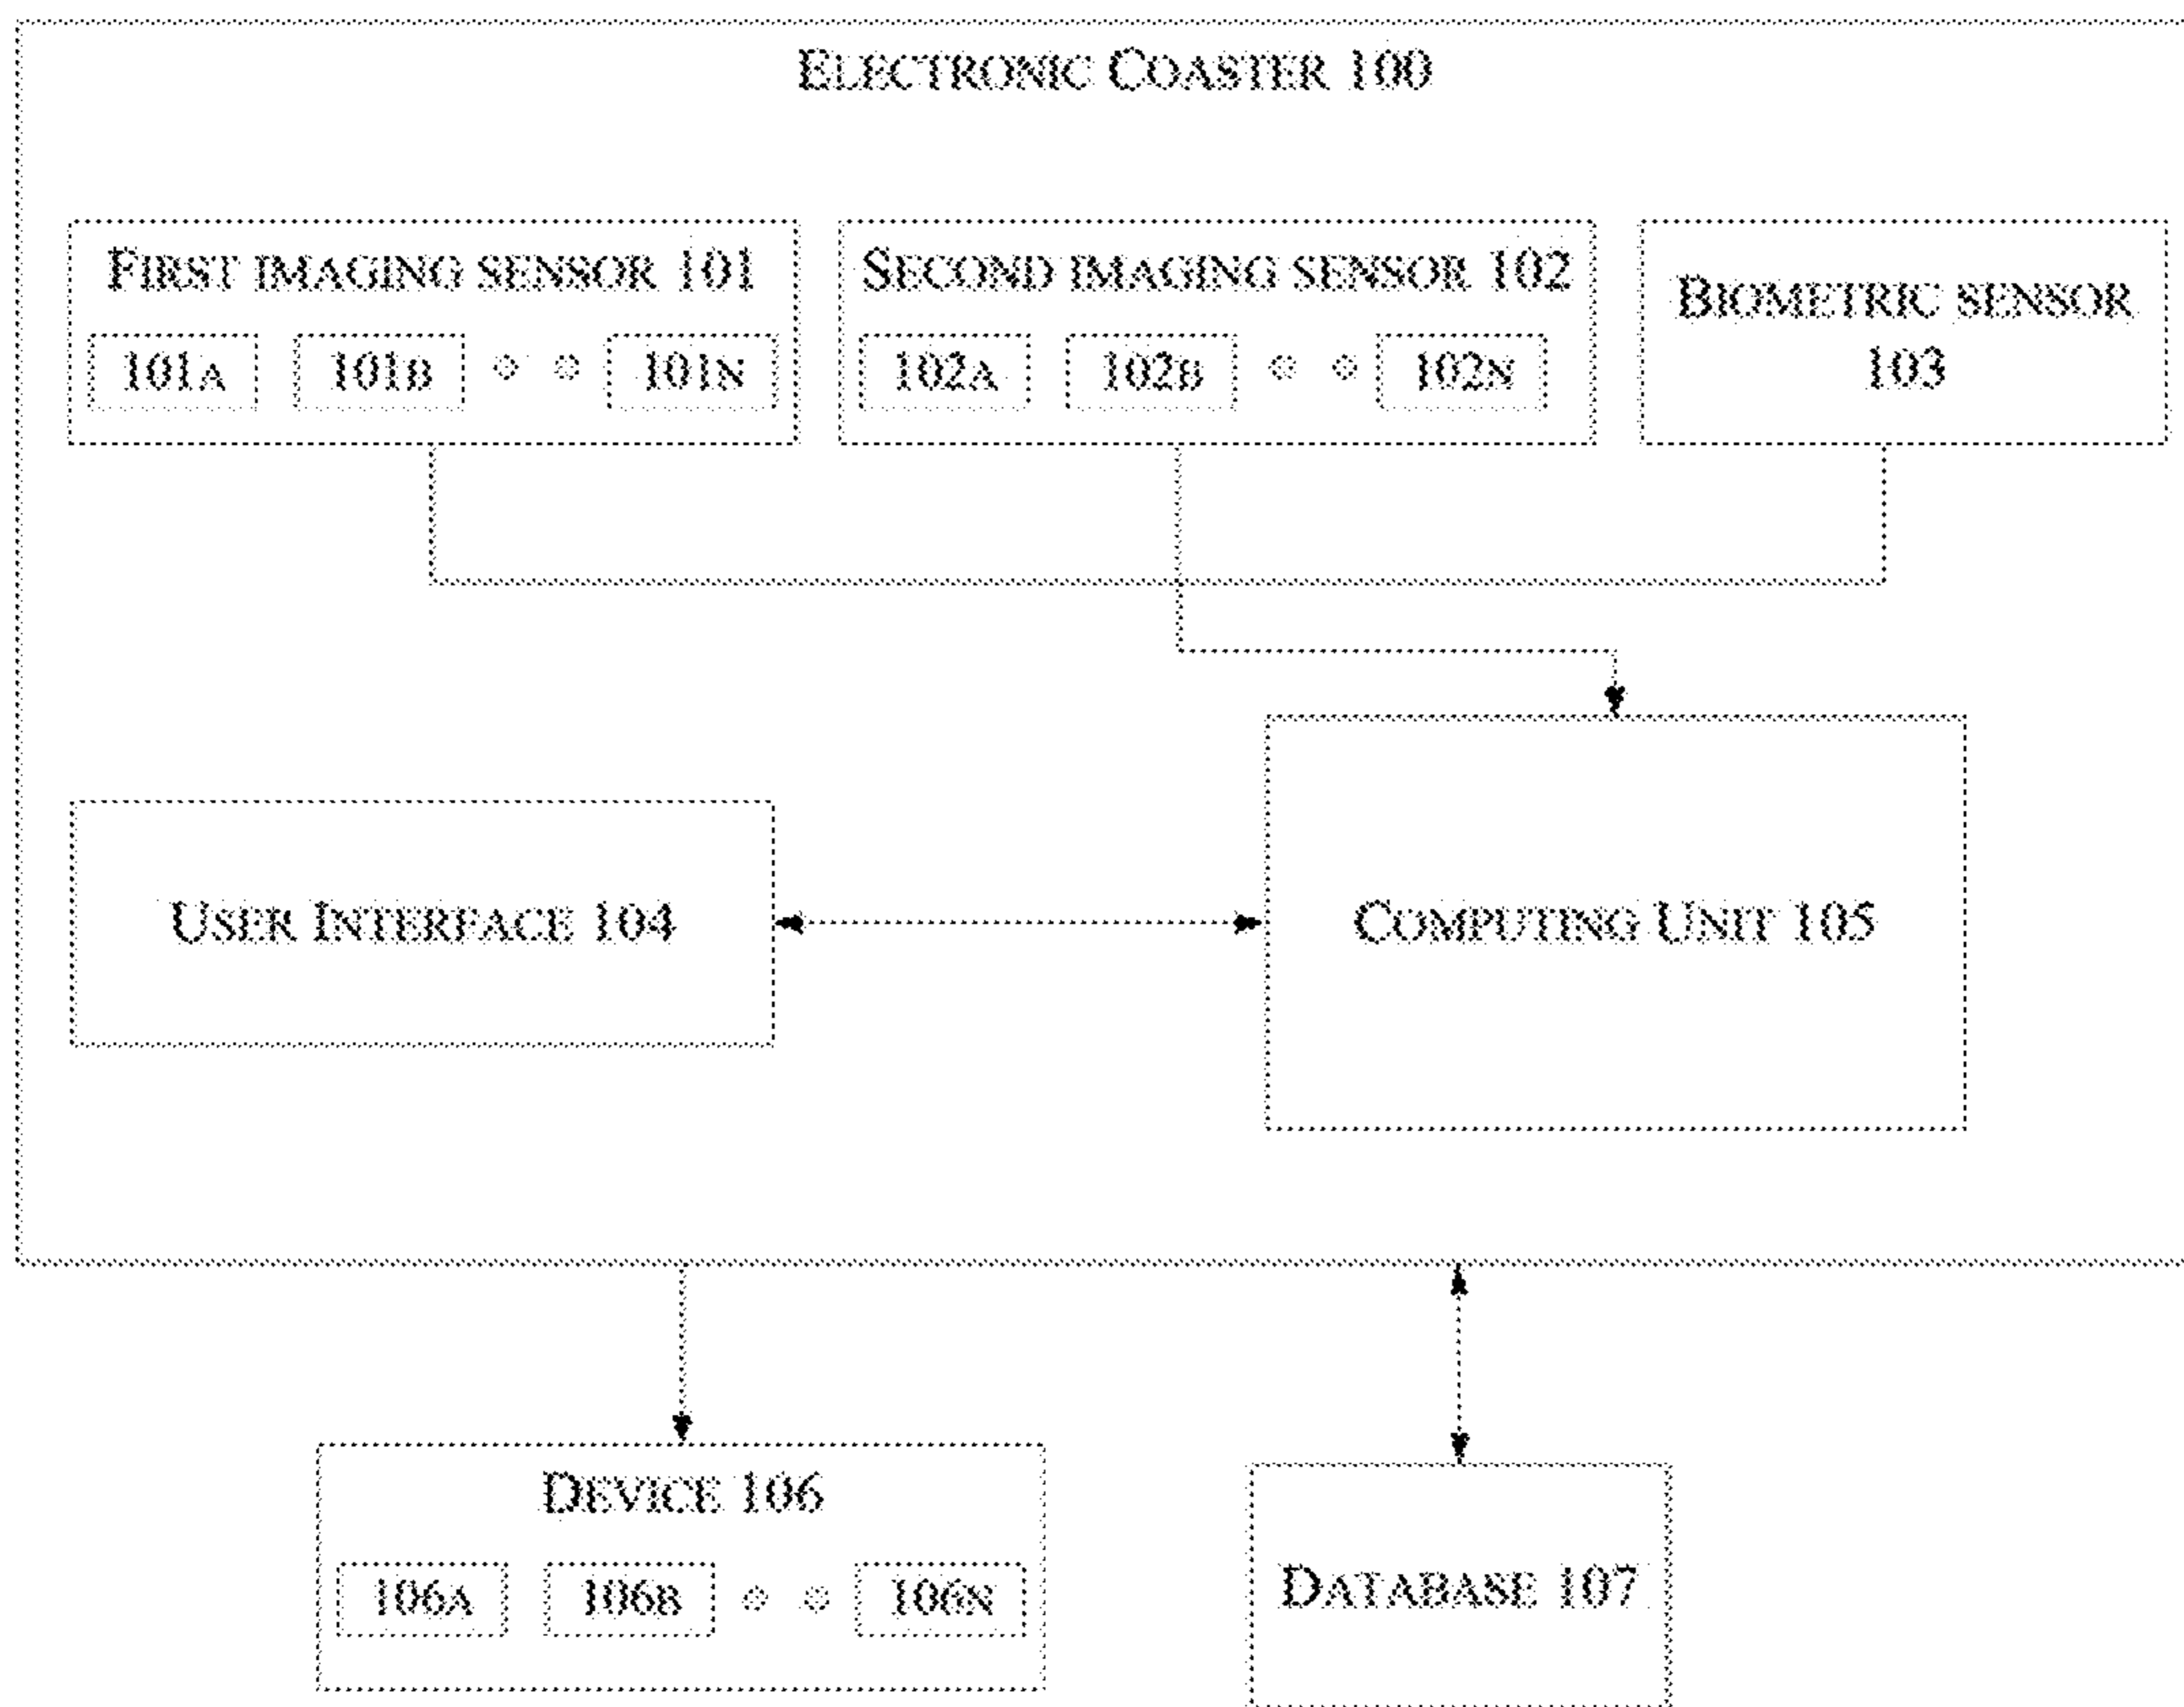 ELECTRONIC COASTER 100
FIRST IMAGING SENSOR 101
101A 101B 101N
SECOND IMAGING SENSOR 102
102A 102B 102N
BIOMETRIC SENSOR
103
USER INTERFACE 104
COMPUTING UNIT 105
DEVICE 106
106A 106B 106N
DATABASE 107